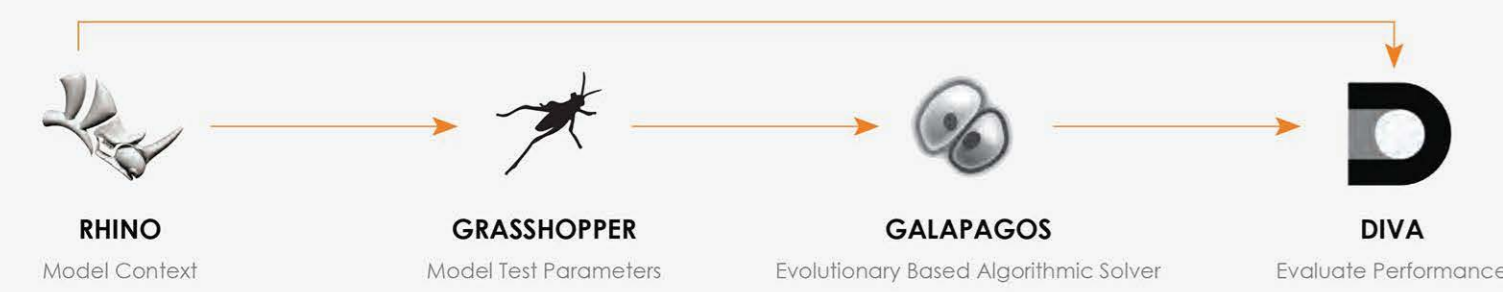 RHINO GRASSHOPPER GALAPAGOS DIVA
Model Context Model Test Parameters Evolutionary Based Algorithmic Solver Evaluate Performance